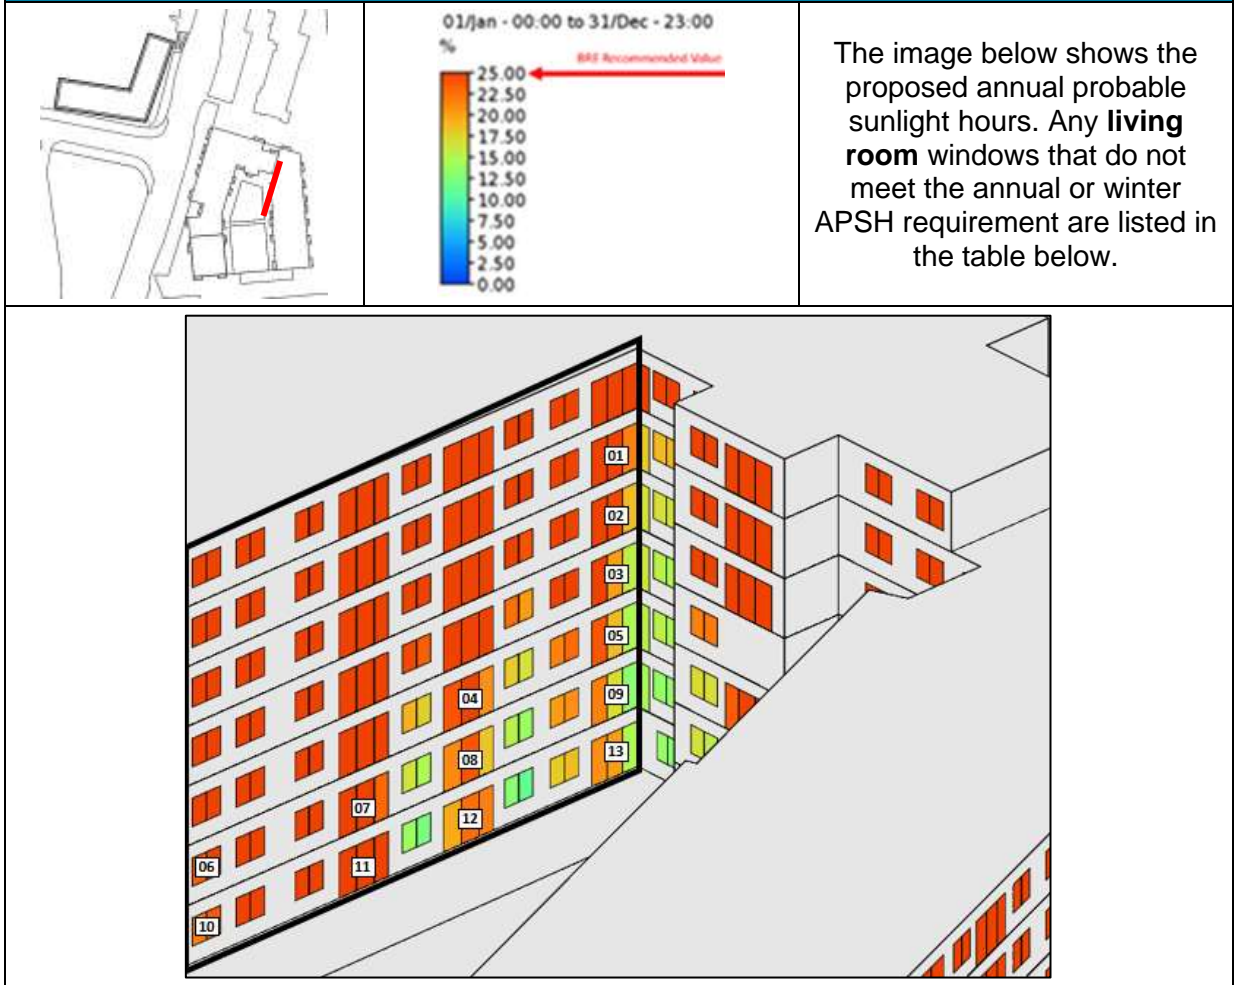 01/Jan - 00:00 to 31/Dec - 23:00
%
BRE Recommended Value
25.00
22.50
20.00
17.50
15.00
12.50
10.00
7.50
5.00
2.50
0.00
The image below shows the
proposed annual probable
sunlight hours. Any living
room windows that do not
meet the annual or winter
APSH requirement are listed in
the table below.
01
02
03
05
04
09
13
08
07
12
06
11
10